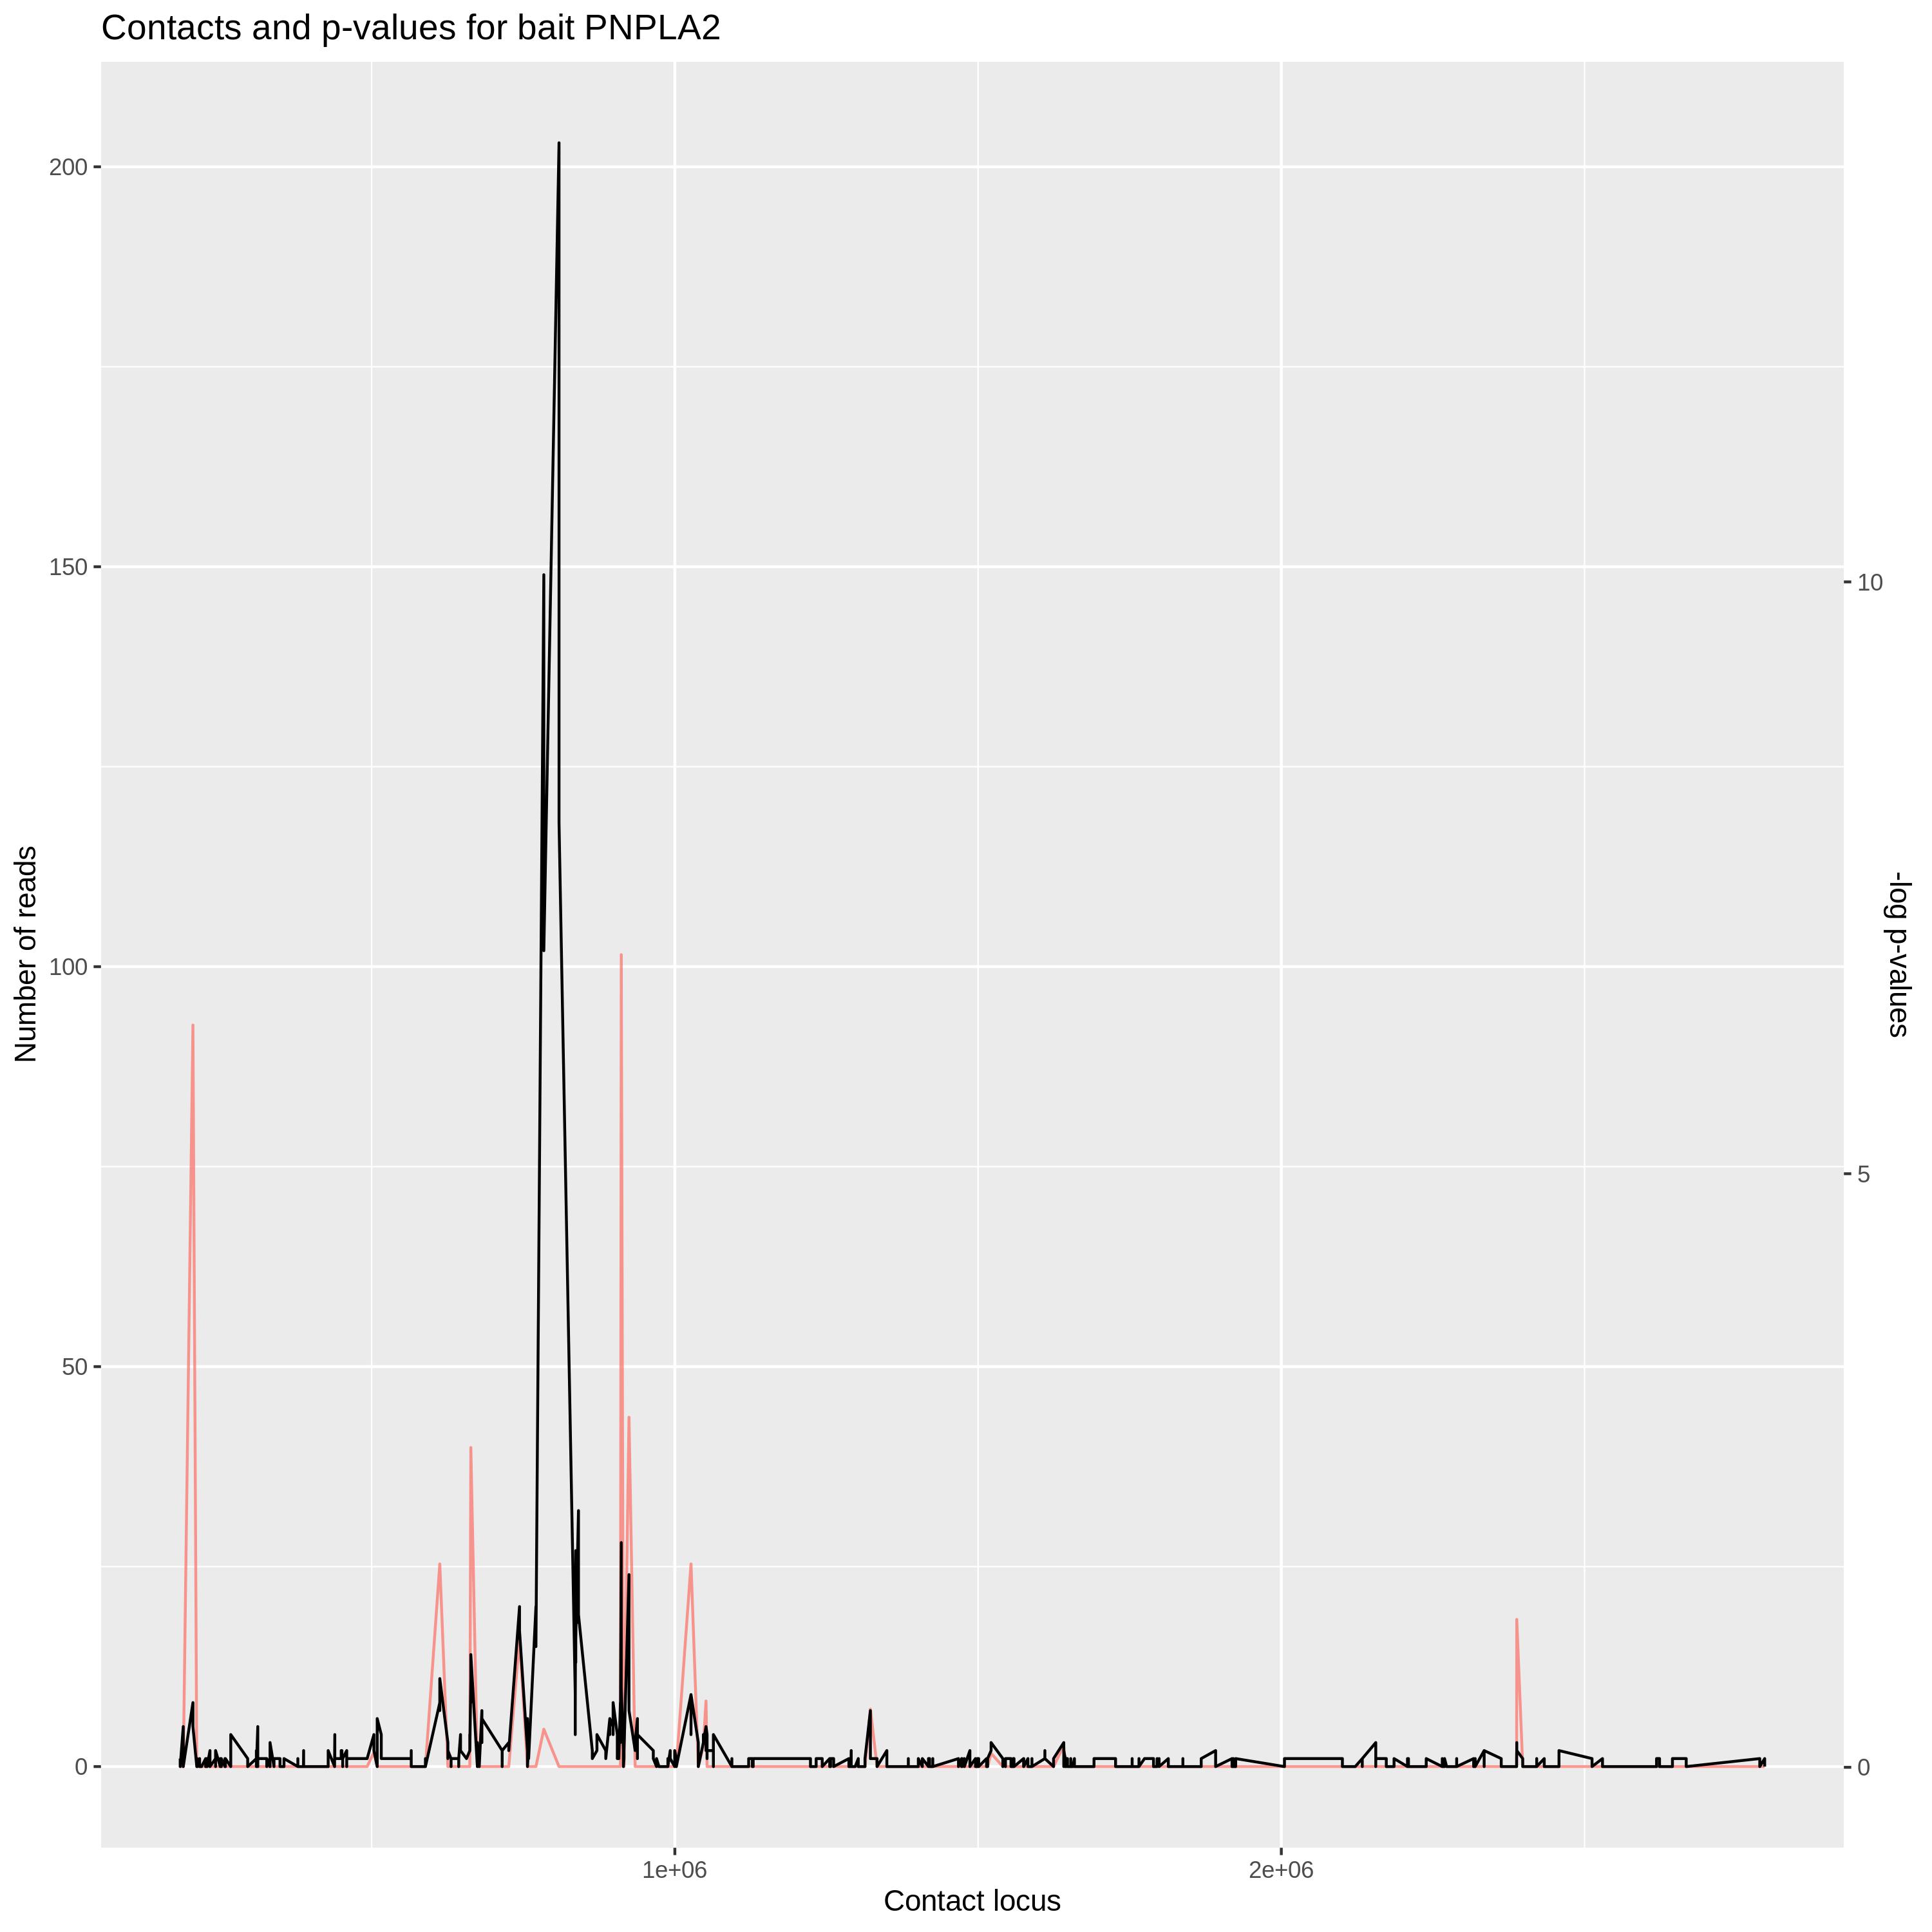 Contacts and p-values for bait PNPLA2
200
150
100
50
0
Number of reads
10
5
0
-log p-values
1e+06
2e+06
Contact locus